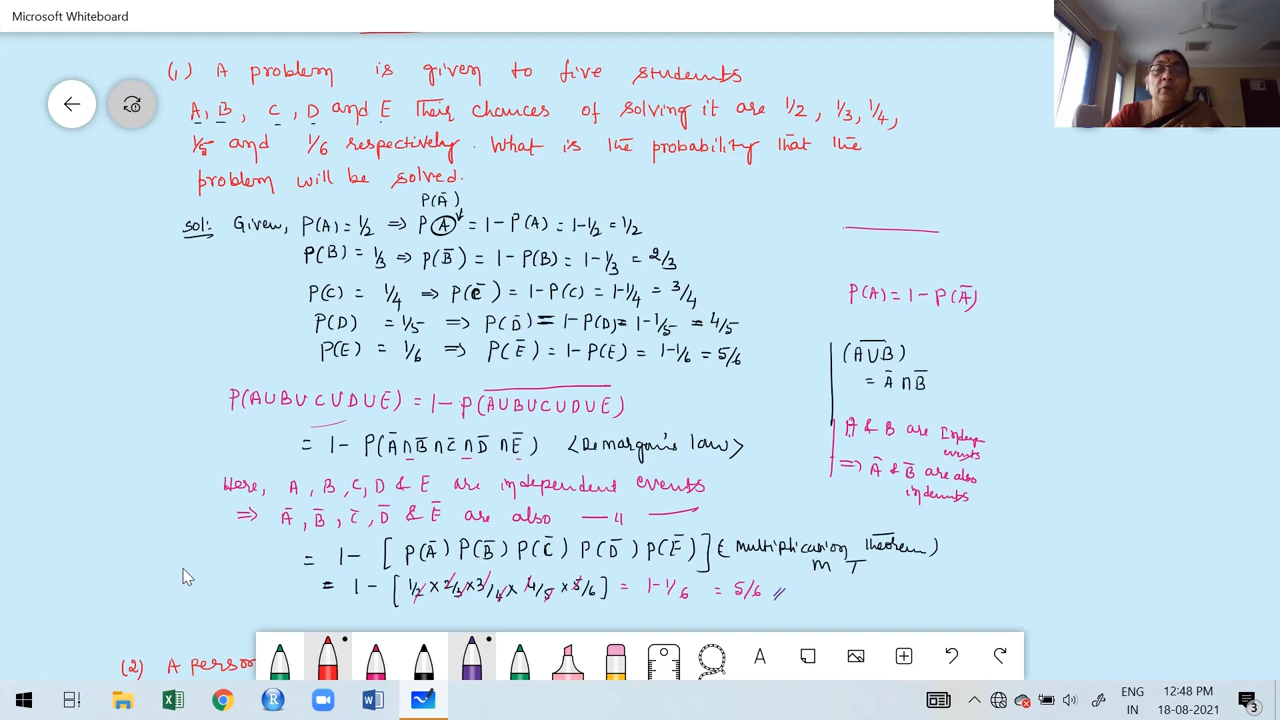 Microsoft Whiteboard
(1) A problem is given to five students
A, B, C, D and E Their chances of solving it are 1/2, 1/3, 1/4,
1/5 and 1/6 respectively. What is the probability that the
problem will be solved.
P(Ā)
Sol: Given, P(A) = 1/2 ⇒ P(A) = 1 - P(A) = 1 - 1/2 = 1/2
P(B) = 1/3 ⇒ P(B̄) = 1 - P(B) = 1 - 1/3 = 2/3
P(C) = 1/4 ⇒ P(C̄) = 1 - P(C) = 1 - 1/4 = 3/4
P(D) = 1/5 ⇒ P(D̄) = 1 - P(D) = 1 - 1/5 = 4/5
P(E) = 1/6 ⇒ P(Ē) = 1 - P(E) = 1 - 1/6 = 5/6
P(A) = 1 - P(Ā)
(A̅∪̅B̅)
= Ā ∩ B̄
P(A∪B∪C∪D∪E) = 1 - P(A̅∪̅B̅∪̅C̅∪̅D̅∪̅E̅)
= 1 - P(Ā∩B̄∩C̄∩D̄∩Ē) <Demorgan's law>
A & B are Indep
events
⇒ Ā & B̄ are also
Here, A, B, C, D & E are independent events
⇒ Ā, B̄, C̄, D̄ & Ē are also — 11 —
= 1 - [P(Ā) P(B̄) P(C̄) P(D̄) P(Ē)] {Multiplication Theorem}
M T
= 1 - [1/2 × 2/3 × 3/4 × 4/5 × 5/6] = 1 - 1/6 = 5/6 //
(2) A person
ENG
IN
12:48 PM
18-08-2021
3